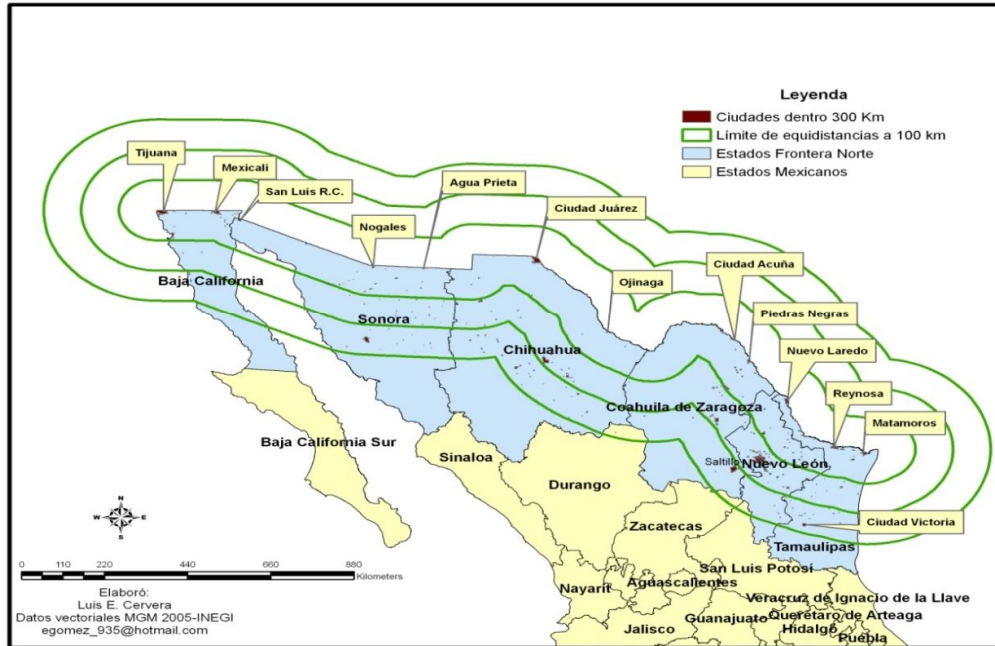 Leyenda
Ciudades dentro 300 Km
Límite de equidistancias a 100 km
Estados Frontera Norte
Estados Mexicanos
Tijuana
Mexicali
San Luis R.C.
Agua Prieta
Nogales
Ciudad Juárez
Ojinaga
Ciudad Acuña
Piedras Negras
Nuevo Laredo
Reynosa
Matamoros
Baja California
Sonora
Chihuahua
Coahuila de Zaragoza
Saltillo
Nuevo León
Baja California Sur
Sinaloa
Durango
Zacatecas
Ciudad Victoria
Tamaulipas
San Luis Potosí
Nayarit
Aguascalientes
Veracruz de Ignacio de la Llave
Guanajuato
Querétaro de Arteaga
Jalisco
Hidalgo
Puebla
N
W E
S
0 110 220 440 660 880
Kilometers
Elaboró:
Luis E. Cervera
Datos vectoriales MGM 2005-INEGI
egomez_935@hotmail.com